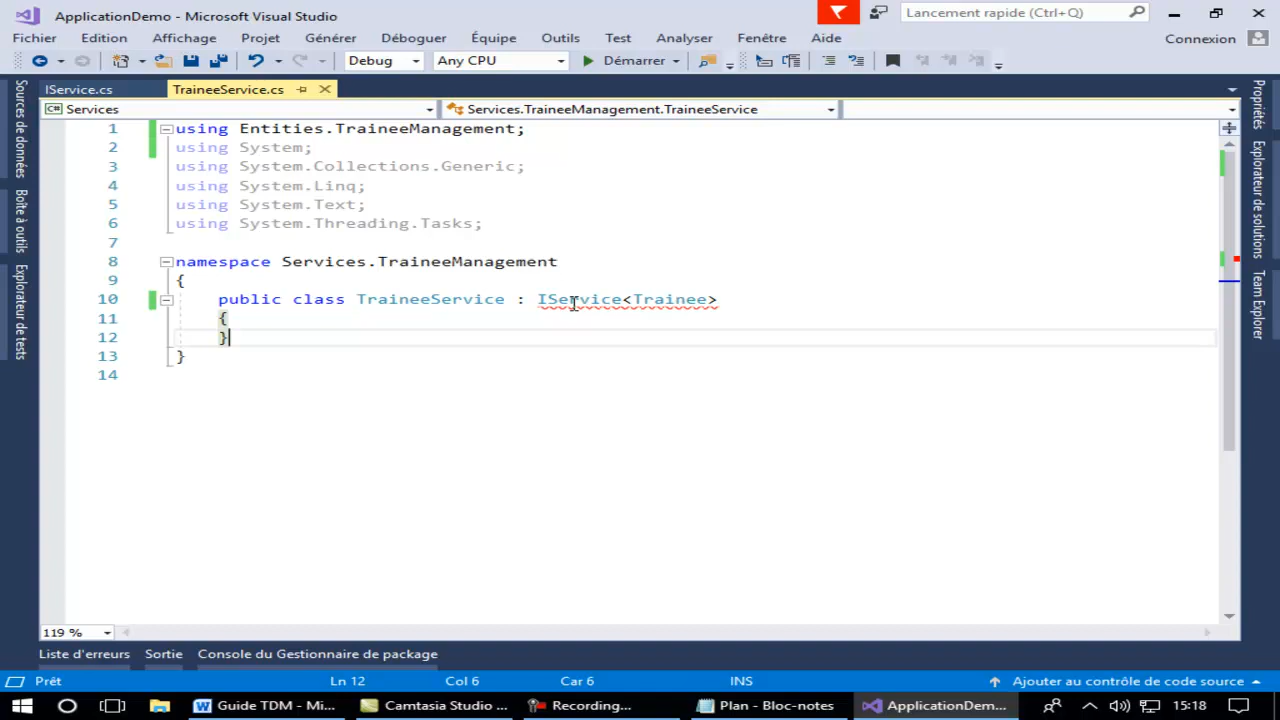 ApplicationDemo - Microsoft Visual Studio
Lancement rapide (Ctrl+Q)
Fichier Edition Affichage Projet Générer Déboguer Équipe Outils Test Analyser Fenêtre Aide Connexion
Debug Any CPU Démarrer
IService.cs TraineeService.cs
Services Services.TraineeManagement.TraineeService
Sources de données
Boîte à outils
Explorateur de tests
1 using Entities.TraineeManagement;
2 using System;
3 using System.Collections.Generic;
4 using System.Linq;
5 using System.Text;
6 using System.Threading.Tasks;
7
8 namespace Services.TraineeManagement
9 {
10 public class TraineeService : IService<Trainee>
11 {
12 }
13 }
14
Propriétés
Explorateur de solutions
Team Explorer
119 %
Liste d'erreurs Sortie Console du Gestionnaire de package
Prêt Ln 12 Col 6 Car 6 INS Ajouter au contrôle de code source
Guide TDM - Mi... Camtasia Studio ... Recording... Plan - Bloc-notes ApplicationDem... 15:18